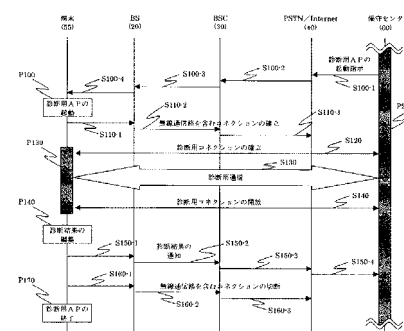 端末
(55)
BS
(20)
BSC
(30)
PSTN／Internet
(40)
保守センタ
(60)
P100
S100-4
S100-3
S100-2
診断用APの
起動指示
S100-1
診断用APの
起動
S110-2
無線通信路を含むコネクションの確立
S110-3
S110-1
P130
診断用コネクションの確立
S120
S130
診断用通信
P140
診断用コネクションの開放
S140
診断結果の
S150-1
診断結果の
通知
S150-2
S150-3
S150-4
S160-1
無線通信路を含むコネクションの切断
P170
S160-2
S160-3
診断用APの
終了